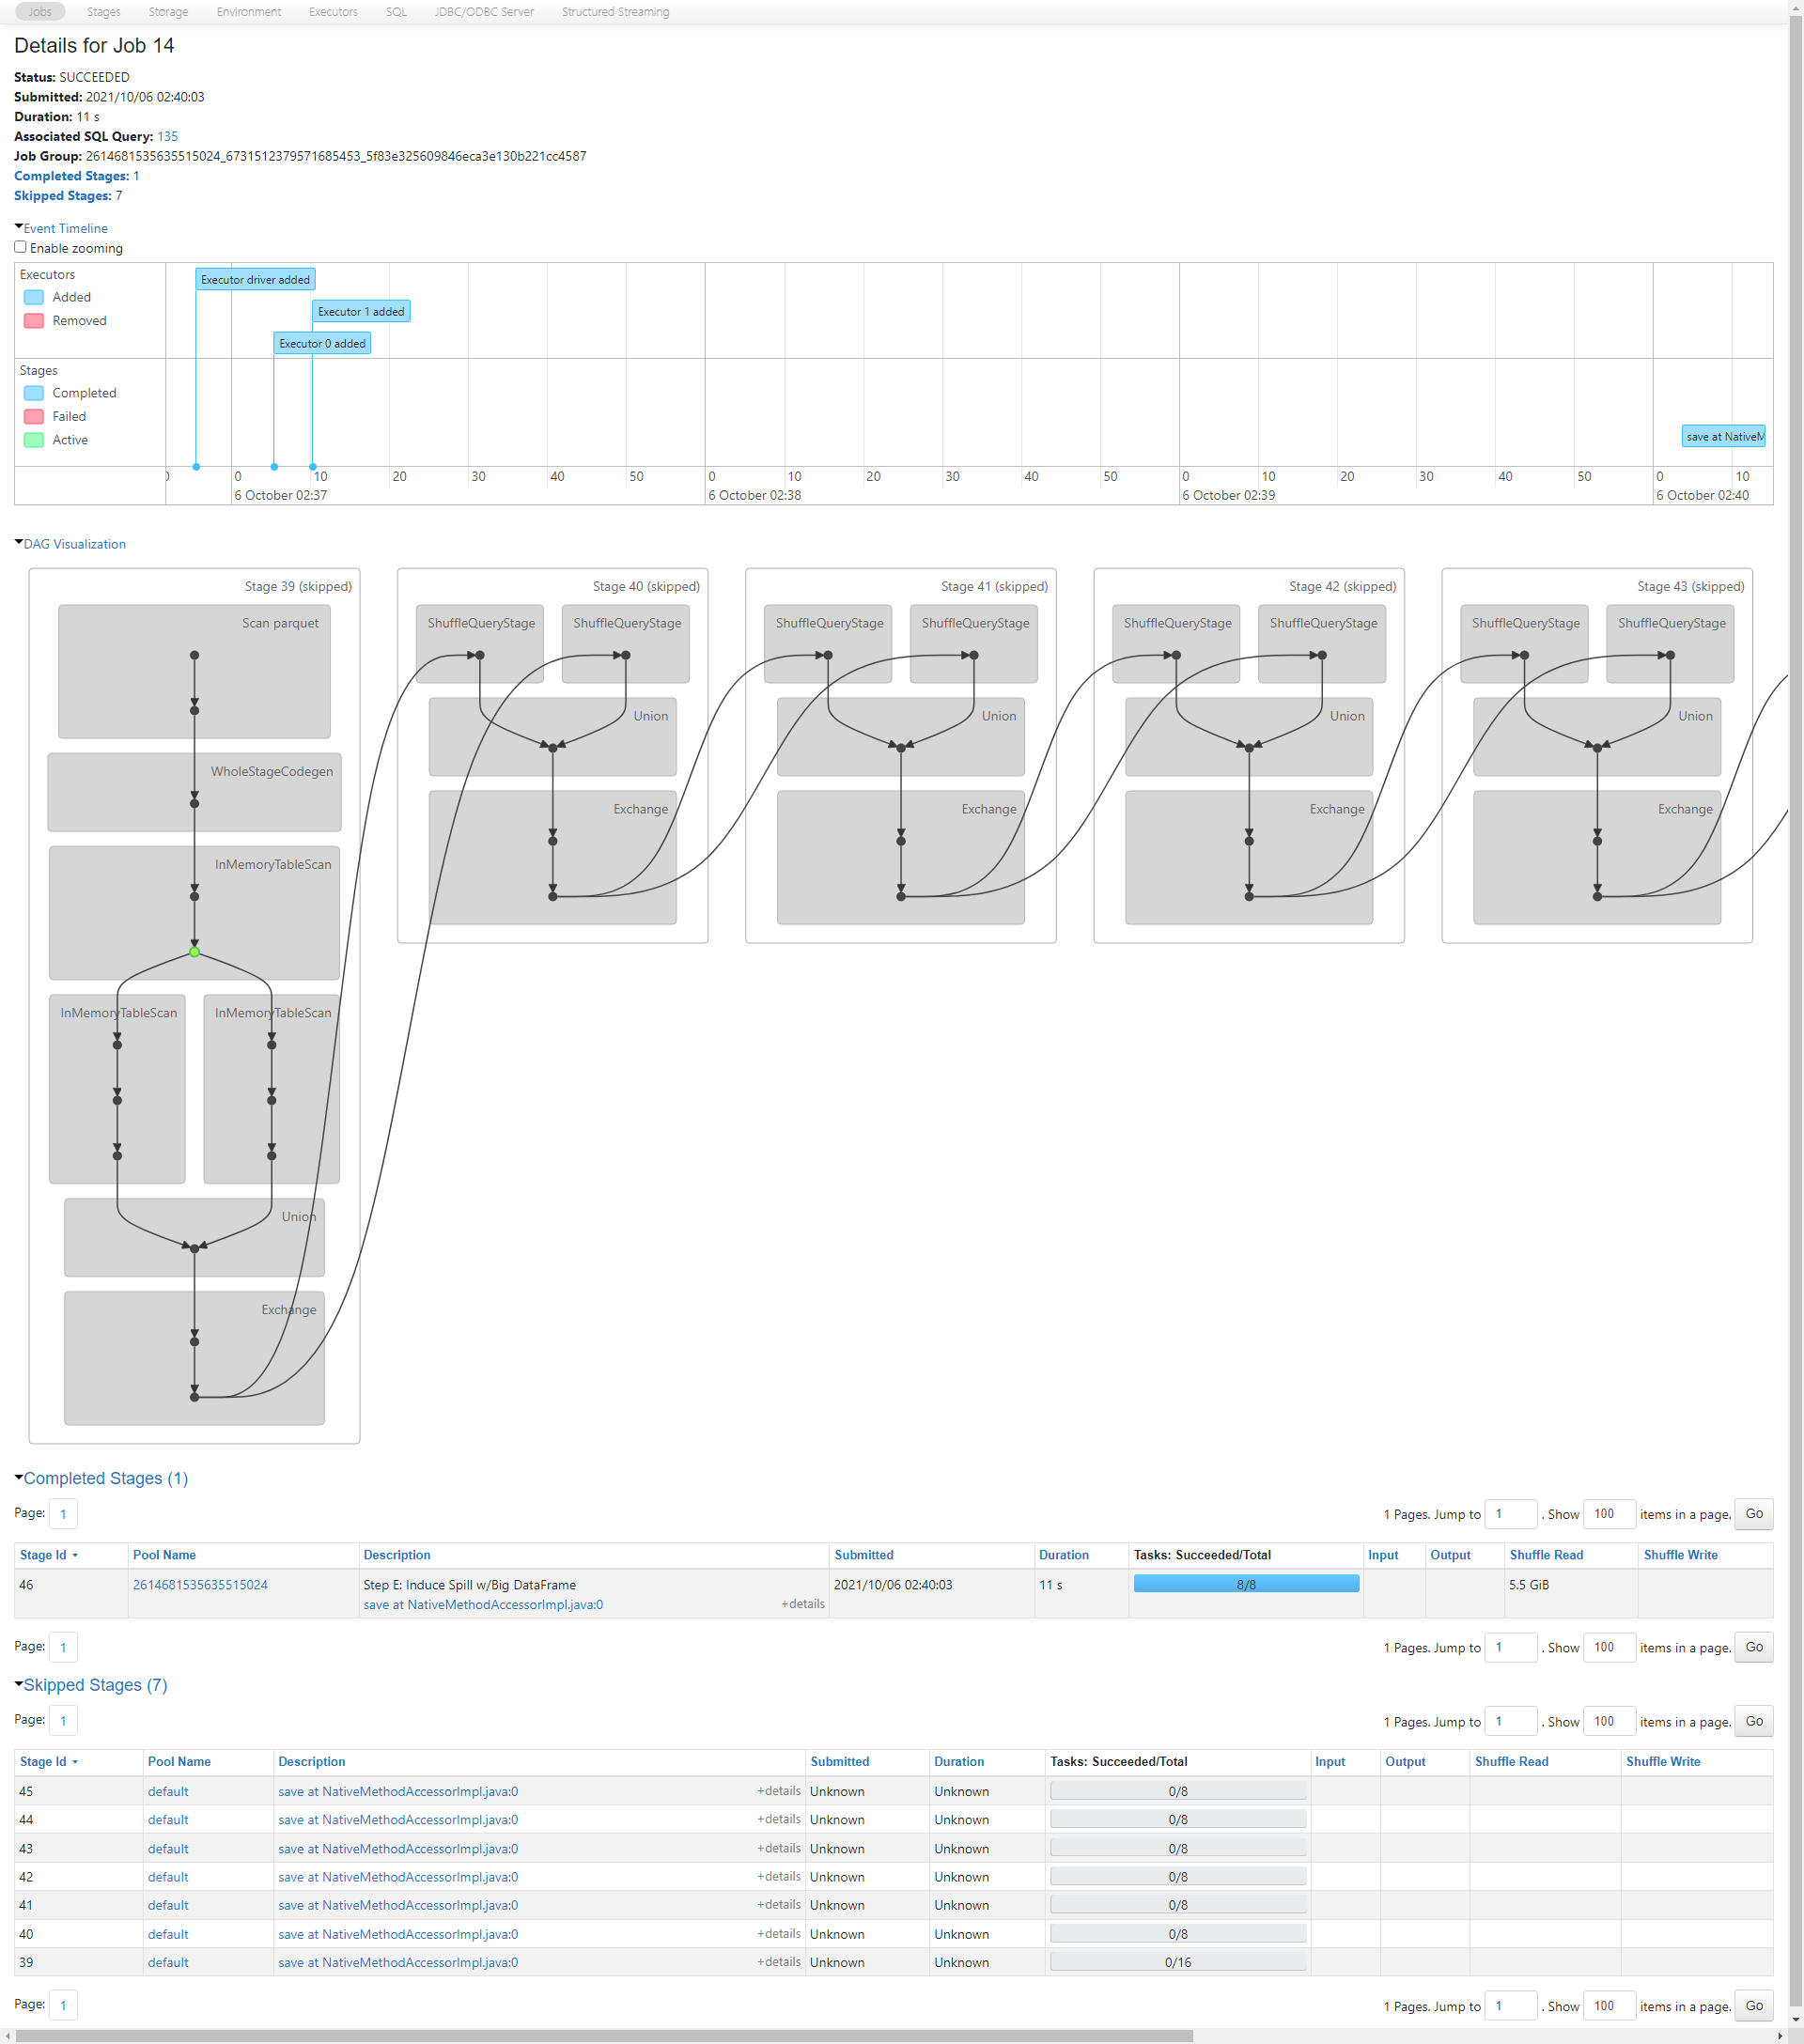 Jobs Stages Storage Environment Executors SQL JDBC/ODBC Server Structured Streaming
Details for Job 14
Status: SUCCEEDED
Submitted: 2021/10/06 02:40:03
Duration: 11 s
Associated SQL Query: 135
Job Group: 2614681535635515024_6731512379571685453_5f83e325609846eca3e130b221cc4587
Completed Stages: 1
Skipped Stages: 7
Event Timeline
Enable zooming
Executors
Added
Removed
Executor driver added
Executor 1 added
Executor 0 added
Stages
Completed
Failed
Active
save at NativeM
0 10 20 30 40 50 0 10 20 30 40 50 0 10 20 30 40 50 0 10
6 October 02:37 6 October 02:38 6 October 02:39 6 October 02:40
DAG Visualization
Stage 39 (skipped)
Scan parquet
WholeStageCodegen
InMemoryTableScan
InMemoryTableScan InMemoryTableScan
Union
Exchange
Stage 40 (skipped)
ShuffleQueryStage ShuffleQueryStage
Union
Exchange
Stage 41 (skipped)
ShuffleQueryStage ShuffleQueryStage
Union
Exchange
Stage 42 (skipped)
ShuffleQueryStage ShuffleQueryStage
Union
Exchange
Stage 43 (skipped)
ShuffleQueryStage ShuffleQueryStage
Union
Exchange
Completed Stages (1)
Page: 1 1 Pages. Jump to 1 . Show 100 items in a page. Go
Stage Id Pool Name Description Submitted Duration Tasks: Succeeded/Total Input Output Shuffle Read Shuffle Write
46 2614681535635515024 Step E: Induce Spill w/Big DataFrame 2021/10/06 02:40:03 11 s 8/8 5.5 GiB
save at NativeMethodAccessorImpl.java:0 +details
Page: 1 1 Pages. Jump to 1 . Show 100 items in a page. Go
Skipped Stages (7)
Page: 1 1 Pages. Jump to 1 . Show 100 items in a page. Go
Stage Id Pool Name Description Submitted Duration Tasks: Succeeded/Total Input Output Shuffle Read Shuffle Write
45 default save at NativeMethodAccessorImpl.java:0 +details Unknown Unknown 0/8
44 default save at NativeMethodAccessorImpl.java:0 +details Unknown Unknown 0/8
43 default save at NativeMethodAccessorImpl.java:0 +details Unknown Unknown 0/8
42 default save at NativeMethodAccessorImpl.java:0 +details Unknown Unknown 0/8
41 default save at NativeMethodAccessorImpl.java:0 +details Unknown Unknown 0/8
40 default save at NativeMethodAccessorImpl.java:0 +details Unknown Unknown 0/8
39 default save at NativeMethodAccessorImpl.java:0 +details Unknown Unknown 0/16
Page: 1 1 Pages. Jump to 1 . Show 100 items in a page. Go